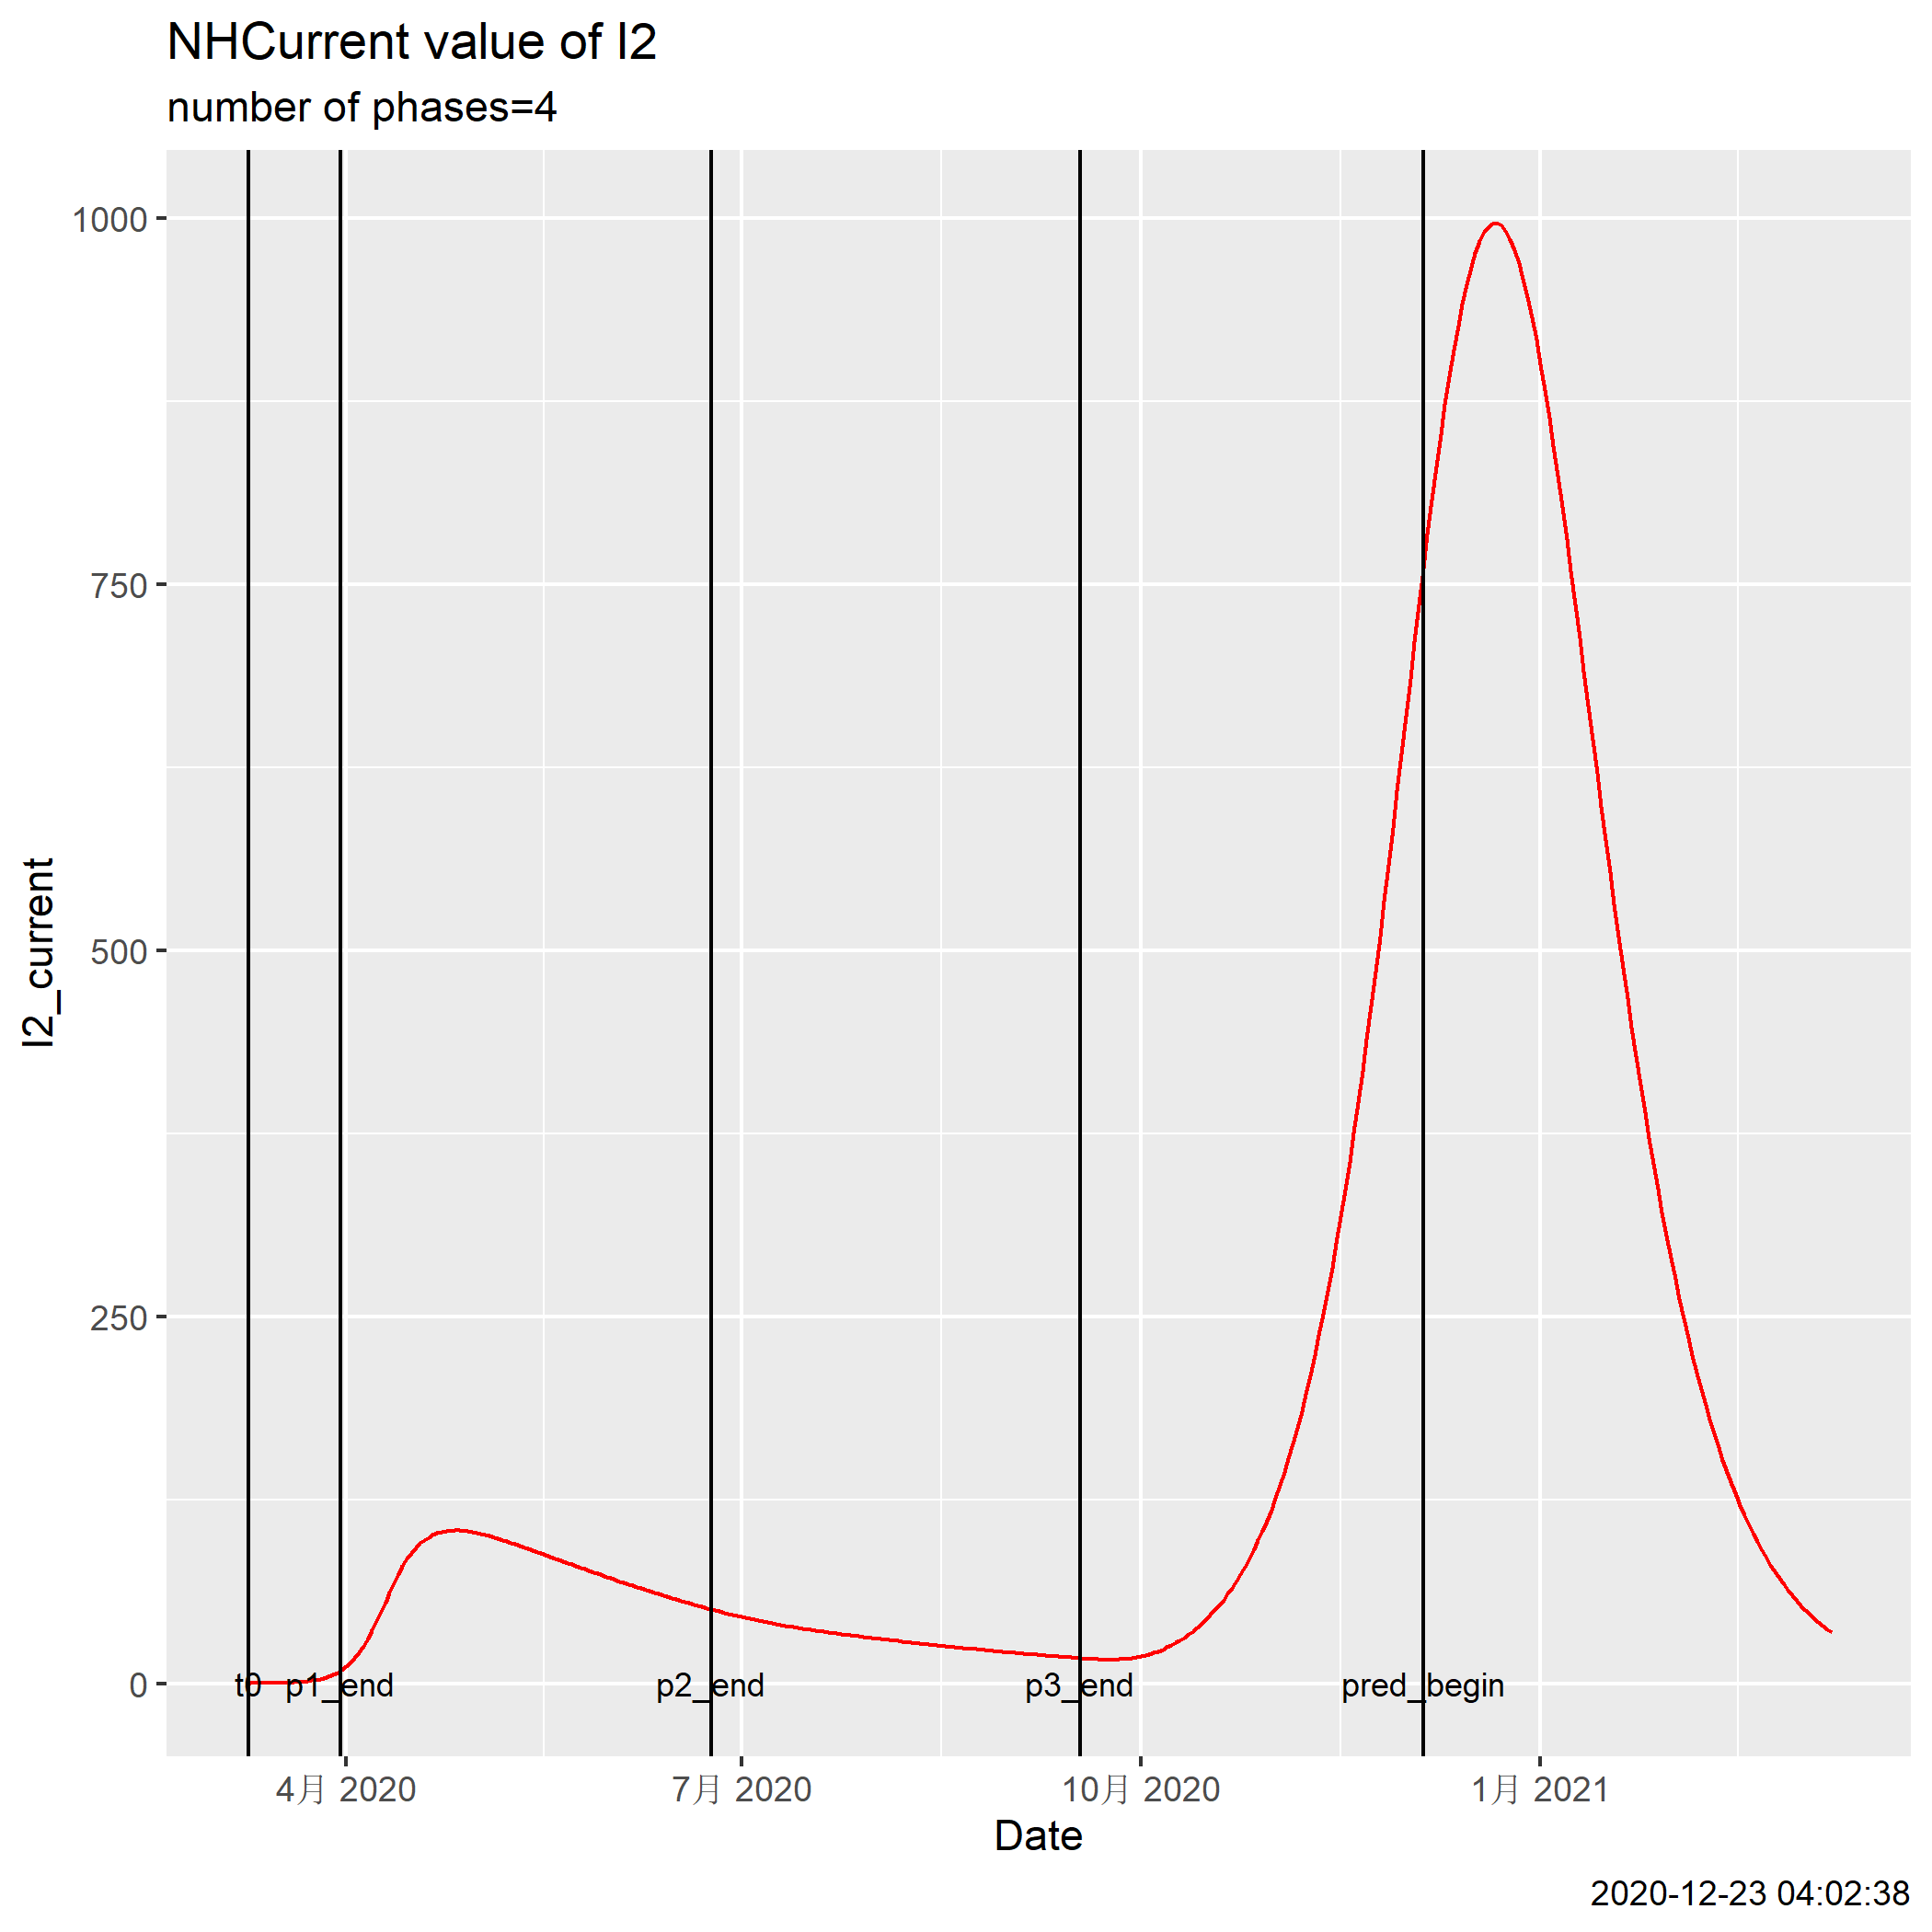 NHCurrent value of I2
number of phases=4
I2_current
1000
750
500
250
0
t0 p1_end p2_end p3_end pred_begin
4月 2020 7月 2020 10月 2020 1月 2021
Date
2020-12-23 04:02:38